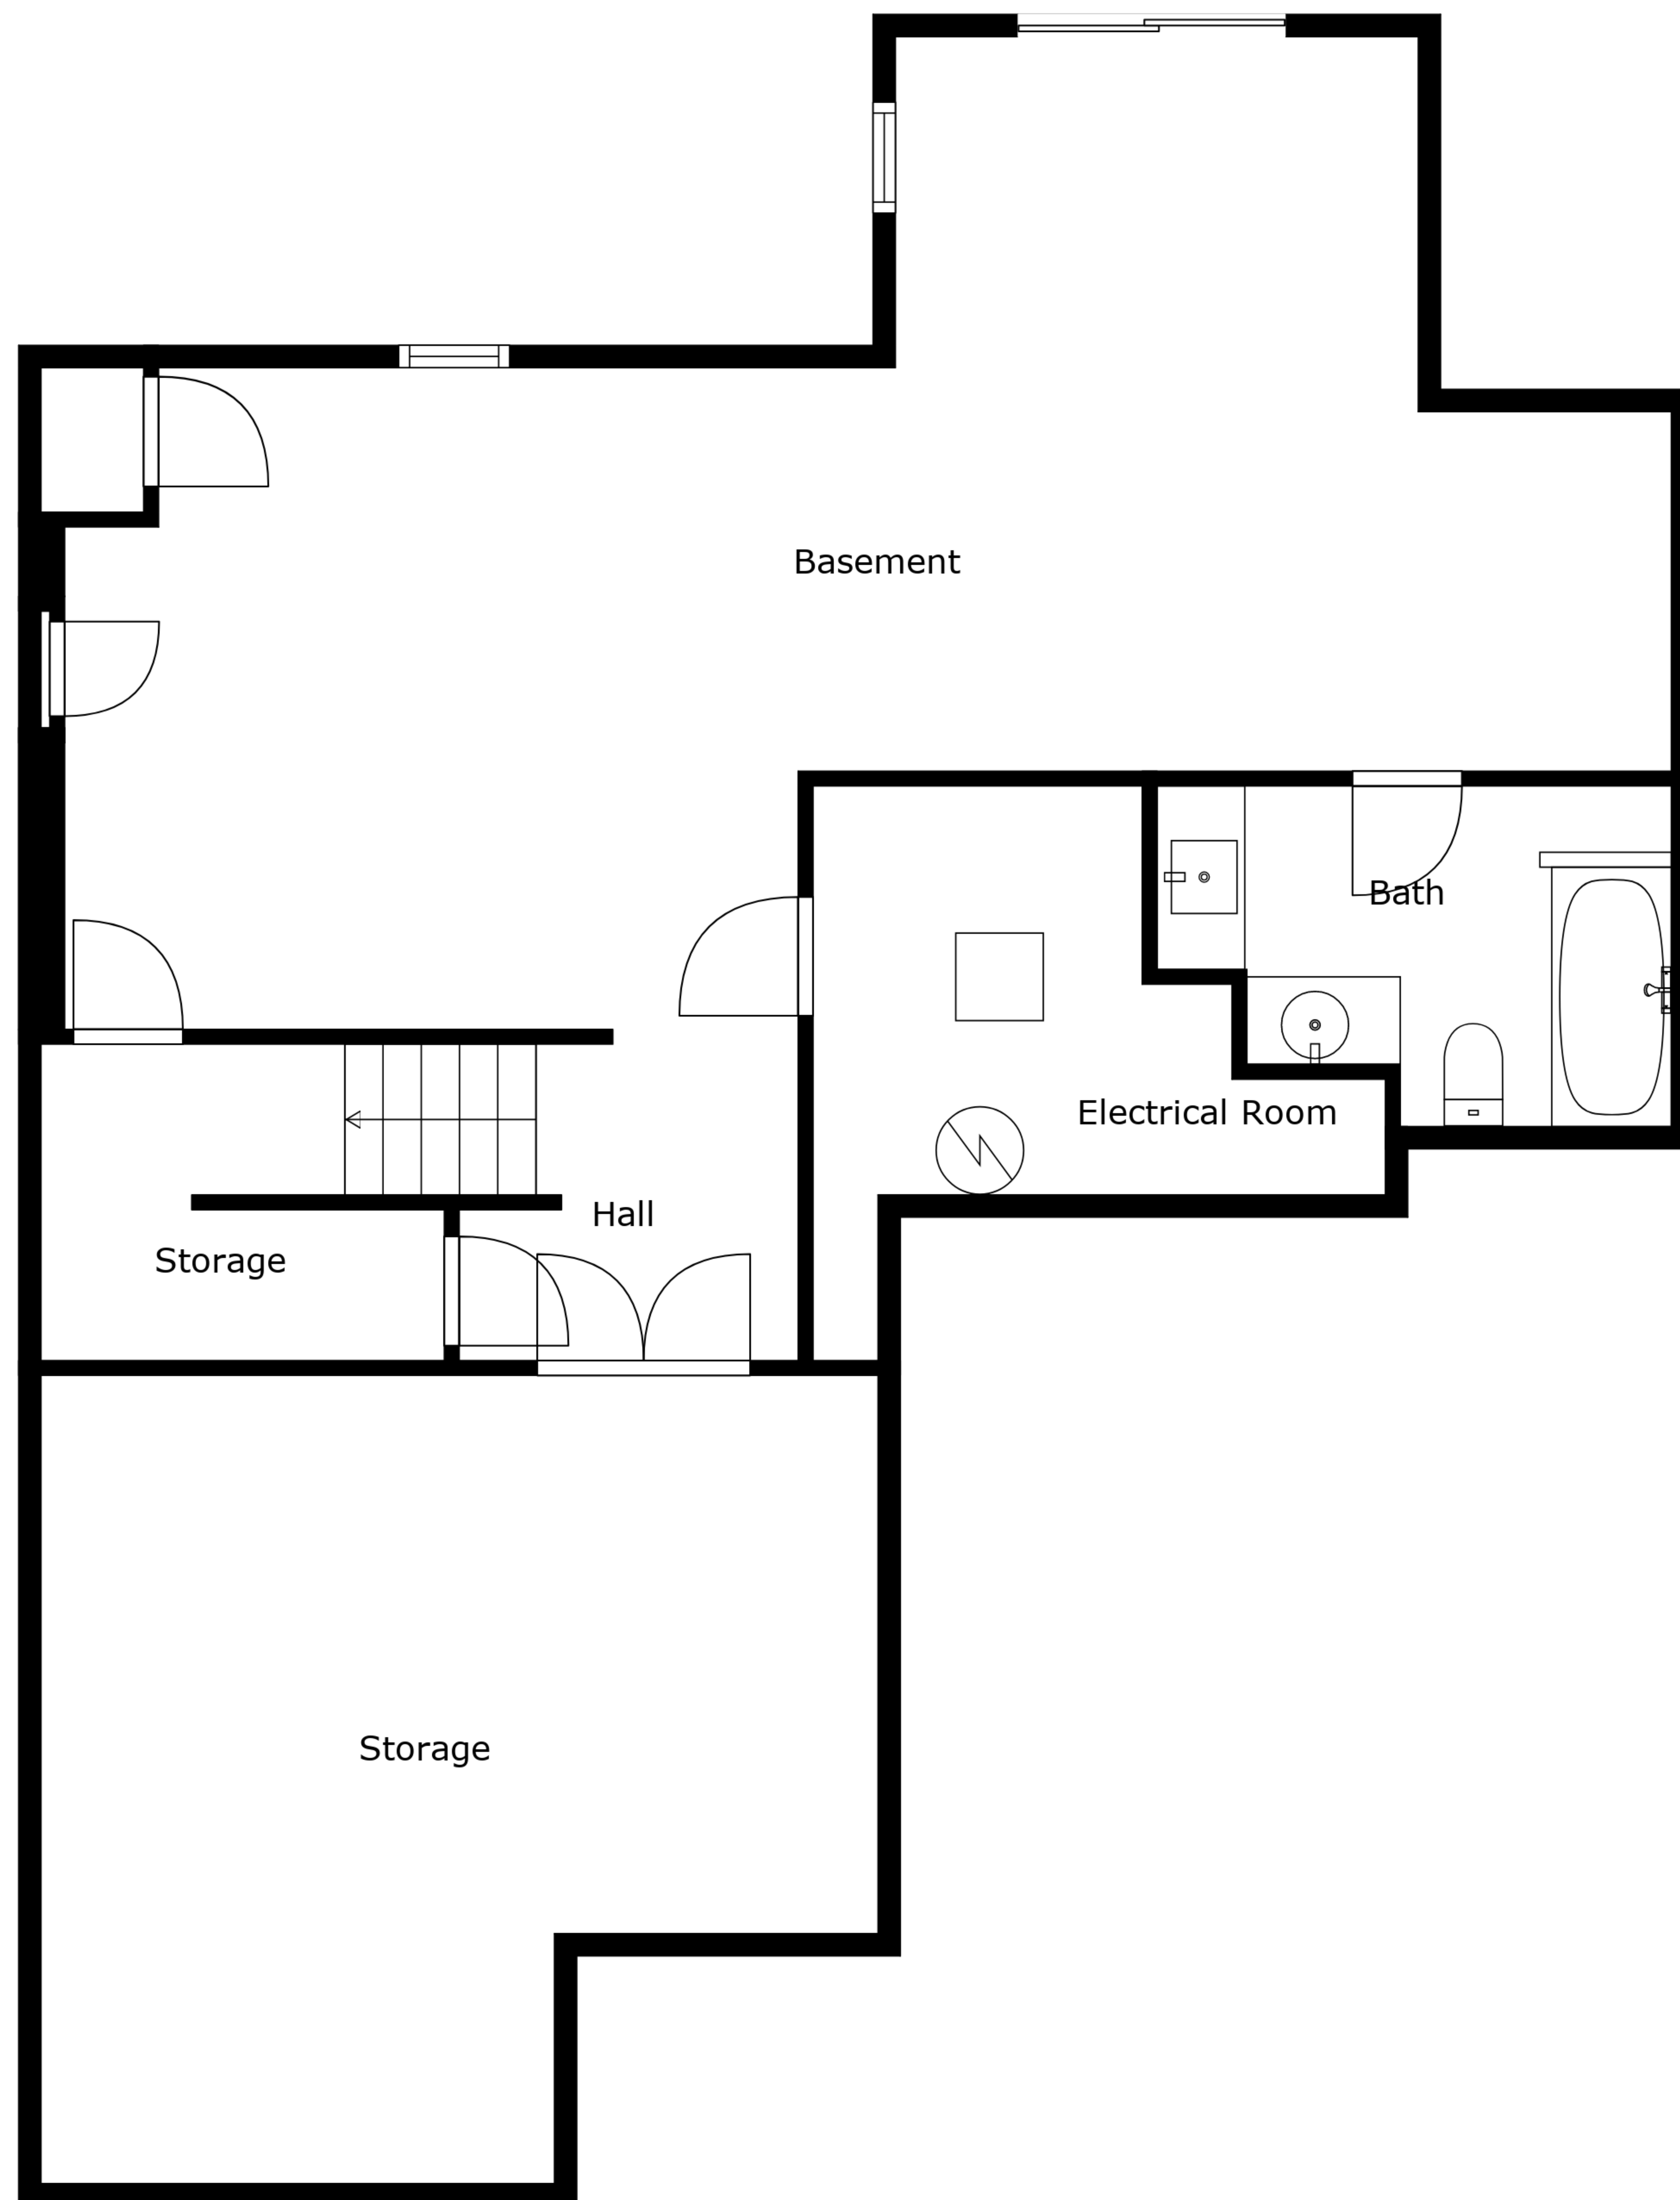 Basement
Bath
Electrical Room
Hall
Storage
Storage